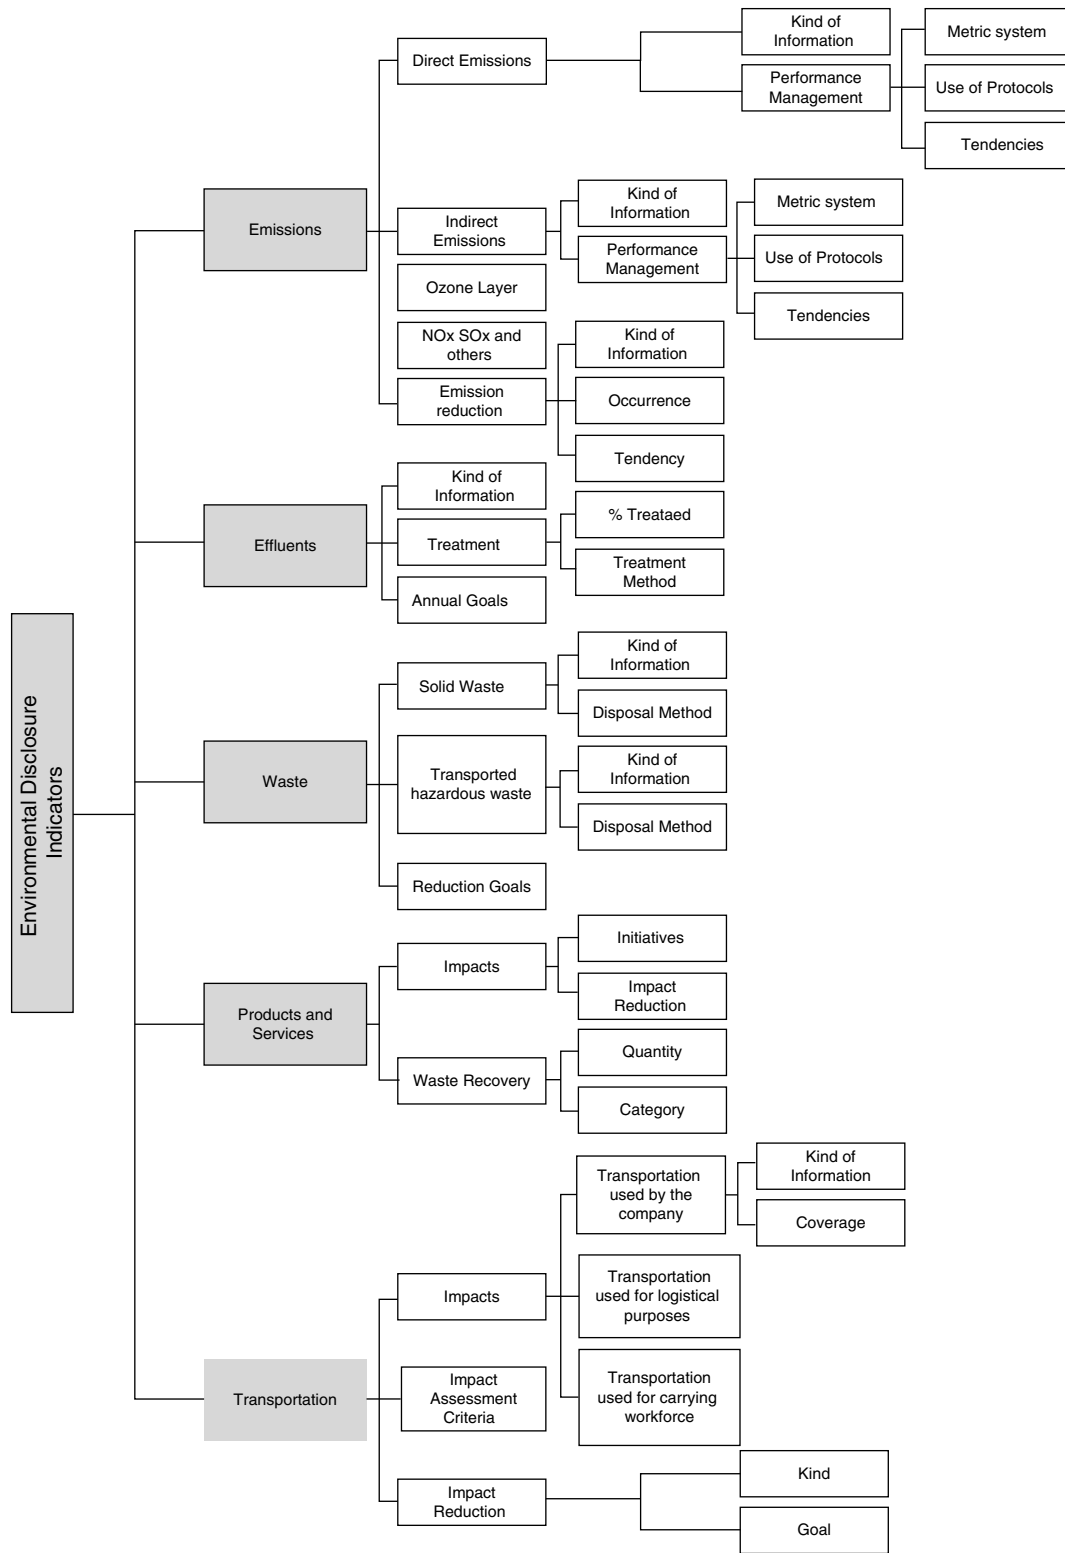 Environmental Disclosure
Indicators
Emissions
Direct Emissions
Kind of
Information
Performance
Management
Metric system
Use of Protocols
Tendencies
Indirect
Emissions
Kind of
Information
Performance
Management
Metric system
Use of Protocols
Tendencies
Ozone Layer
NOx SOx and
others
Emission
reduction
Kind of
Information
Occurrence
Tendency
Effluents
Kind of
Information
Treatment
% Treataed
Treatment
Method
Annual Goals
Waste
Solid Waste
Kind of
Information
Disposal Method
Transported
hazardous waste
Kind of
Information
Disposal Method
Reduction Goals
Products and
Services
Impacts
Initiatives
Impact
Reduction
Waste Recovery
Quantity
Category
Transportation
Impacts
Transportation
used by the
company
Kind of
Information
Coverage
Transportation
used for logistical
purposes
Transportation
used for carrying
workforce
Impact
Assessment
Criteria
Impact
Reduction
Kind
Goal